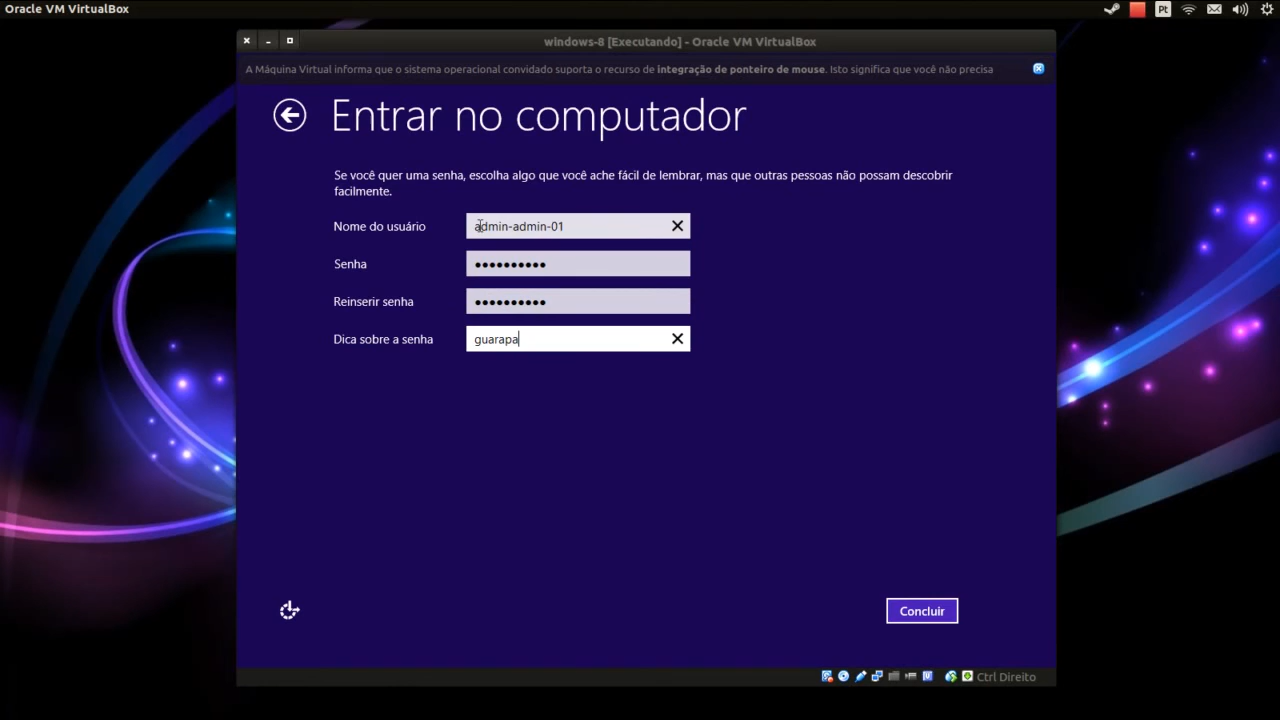 Oracle VM VirtualBox
Pt
windows-8 [Executando] - Oracle VM VirtualBox
A Máquina Virtual informa que o sistema operacional convidado suporta o recurso de integração de ponteiro de mouse. Isto significa que você não precisa
Entrar no computador
Se você quer uma senha, escolha algo que você ache fácil de lembrar, mas que outras pessoas não possam descobrir
facilmente.
Nome do usuário admin-admin-01
Senha ••••••••••
Reinserir senha ••••••••••
Dica sobre a senha guarapa
Concluir
Ctrl Direito